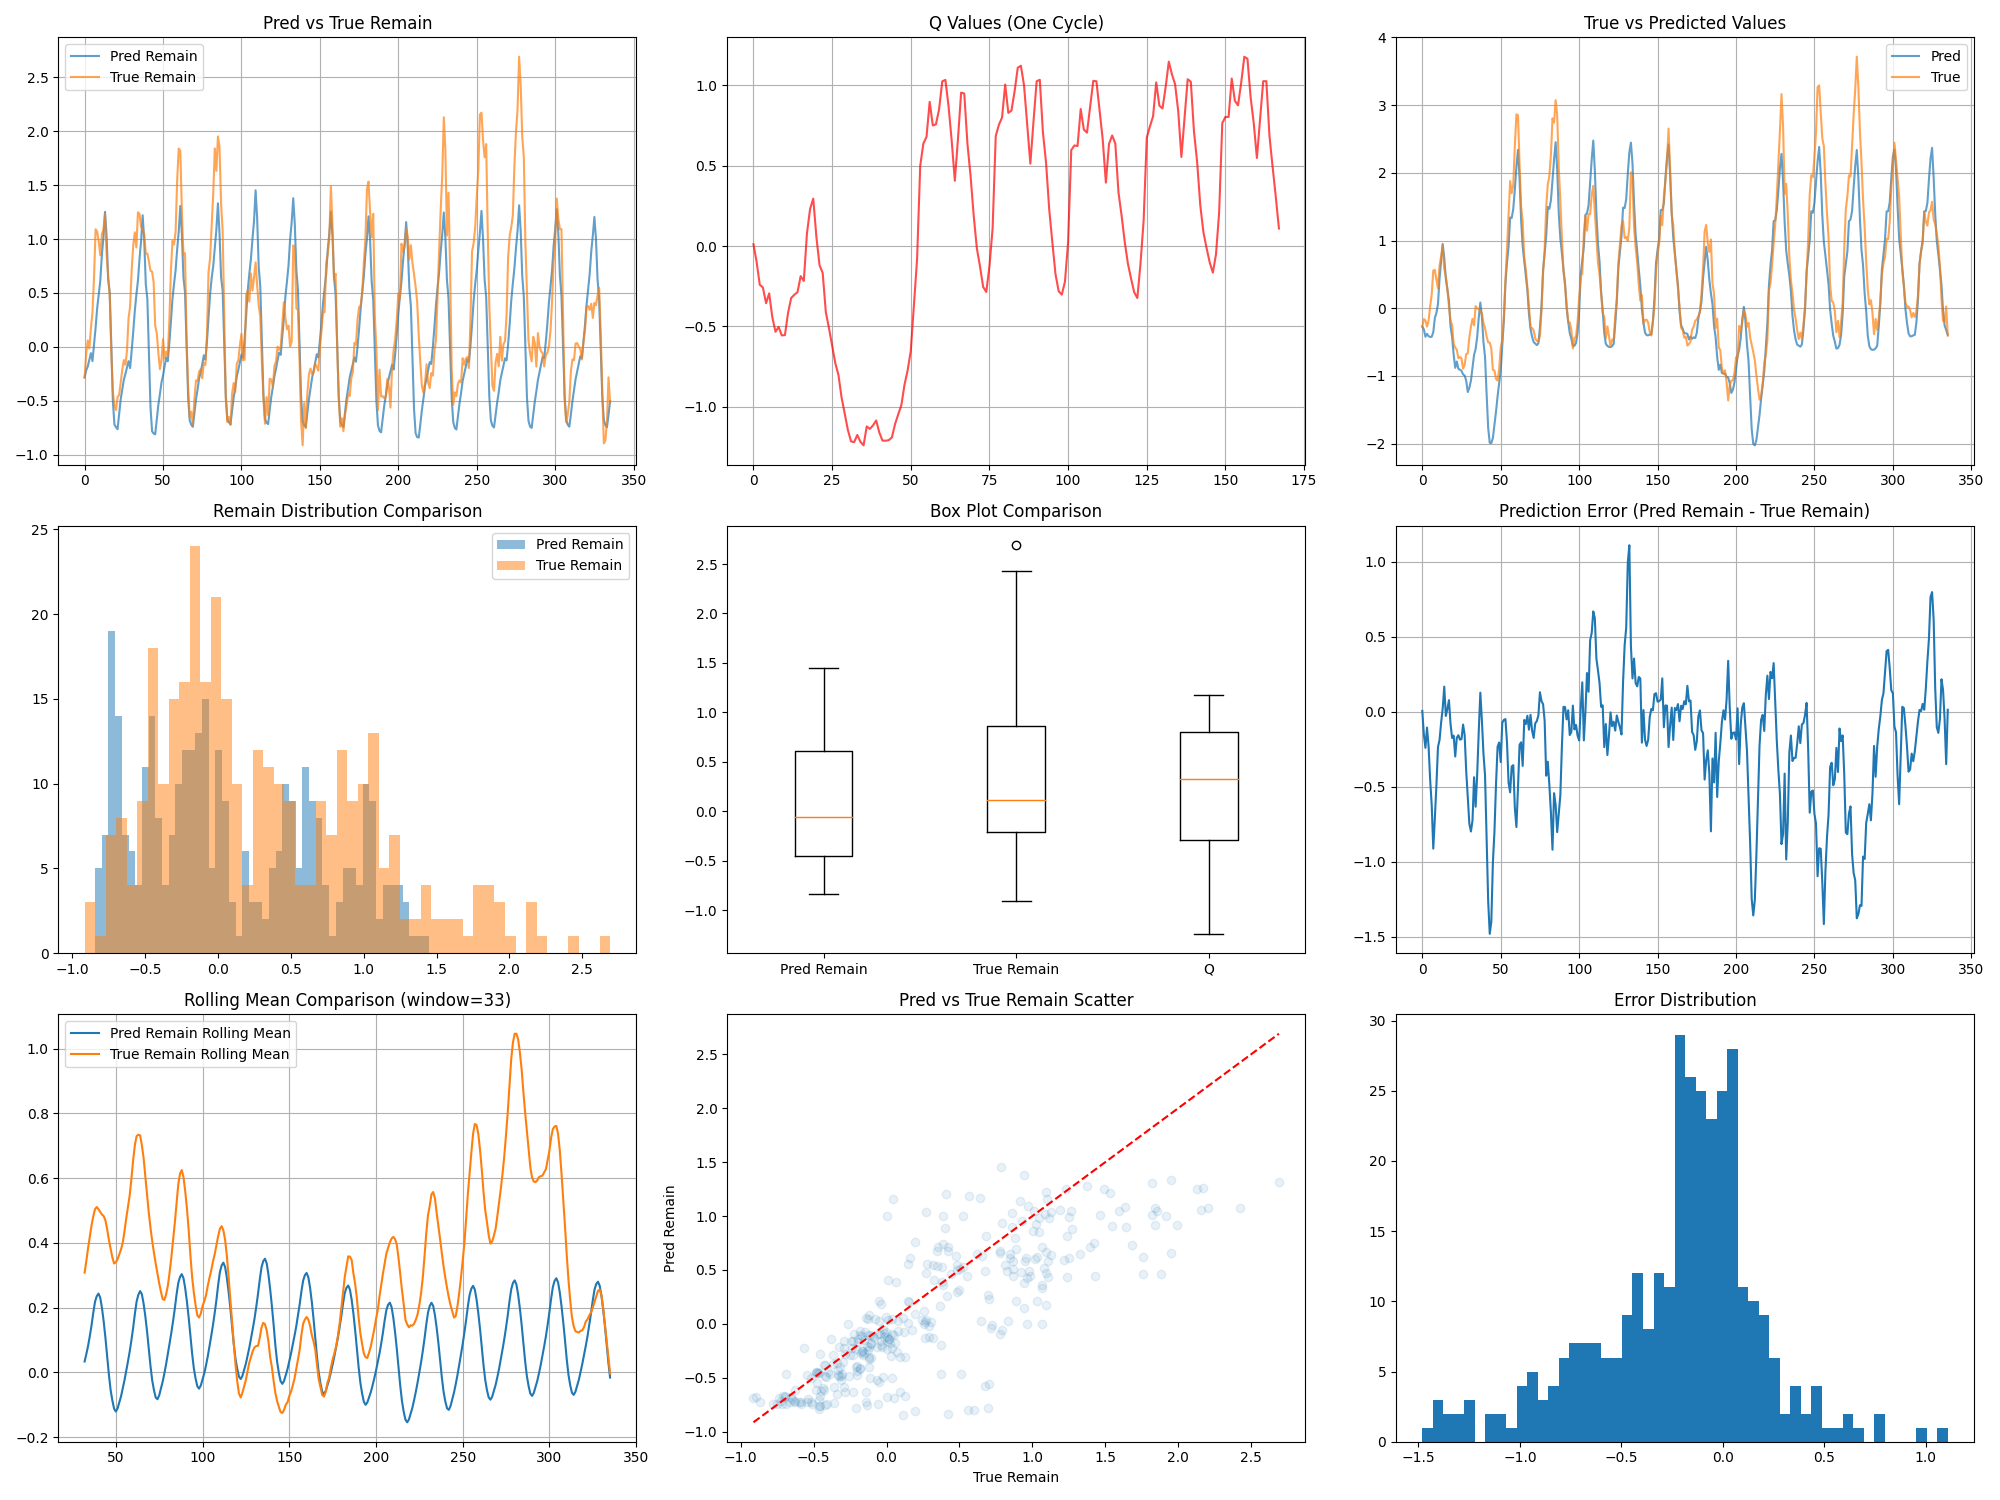 Pred vs True Remain
Pred Remain
True Remain
2.5
2.0
1.5
1.0
0.5
0.0
−0.5
−1.0
0 50 100 150 200 250 300 350
Q Values (One Cycle)
1.0
0.5
0.0
−0.5
−1.0
0 25 50 75 100 125 150 175
True vs Predicted Values
Pred
True
4
3
2
1
0
−1
−2
0 50 100 150 200 250 300 350
Remain Distribution Comparison
Pred Remain
True Remain
25
20
15
10
5
0
−1.0 −0.5 0.0 0.5 1.0 1.5 2.0 2.5
Box Plot Comparison
2.5
2.0
1.5
1.0
0.5
0.0
−0.5
−1.0
Pred Remain True Remain Q
Prediction Error (Pred Remain - True Remain)
1.0
0.5
0.0
−0.5
−1.0
−1.5
0 50 100 150 200 250 300 350
Rolling Mean Comparison (window=33)
Pred Remain Rolling Mean
True Remain Rolling Mean
1.0
0.8
0.6
0.4
0.2
0.0
−0.2
50 100 150 200 250 300 350
Pred vs True Remain Scatter
Pred Remain
2.5
2.0
1.5
1.0
0.5
0.0
−0.5
−1.0
−1.0 −0.5 0.0 0.5 1.0 1.5 2.0 2.5
True Remain
Error Distribution
30
25
20
15
10
5
0
−1.5 −1.0 −0.5 0.0 0.5 1.0